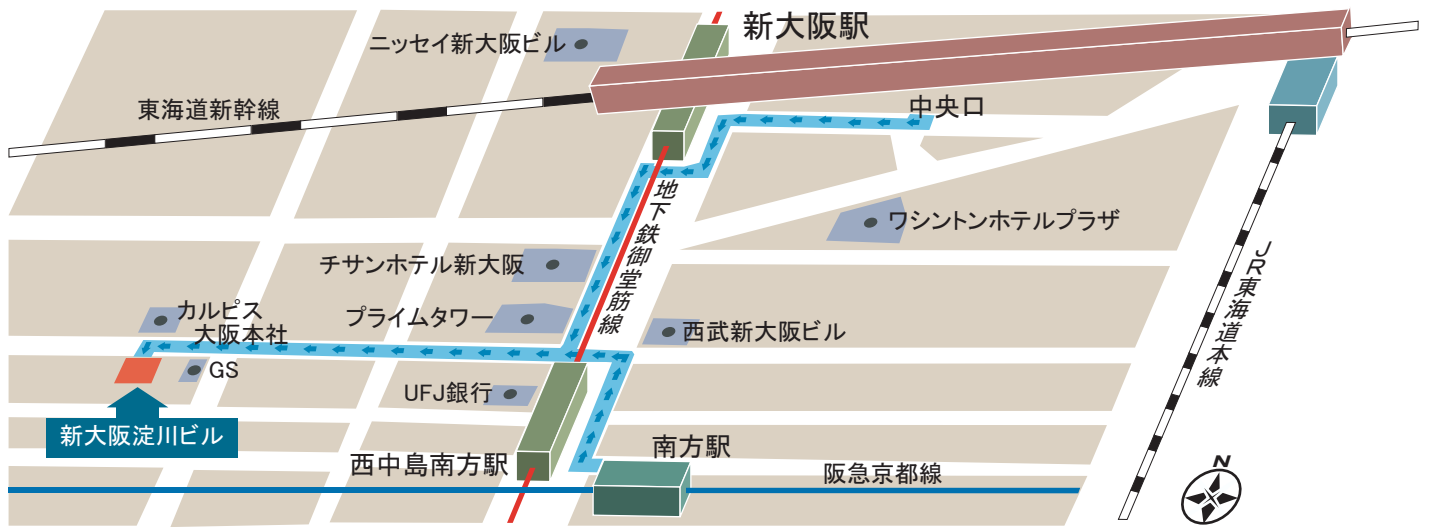 新大阪駅
ニッセイ新大阪ビル
東海道新幹線
中央口
地下鉄御堂筋線
ワシントンホテルプラザ
JR東海道本線
チサンホテル新大阪
カルピス
大阪本社
プライムタワー
西武新大阪ビル
GS
UFJ銀行
新大阪淀川ビル
西中島南方駅
南方駅
阪急京都線
N